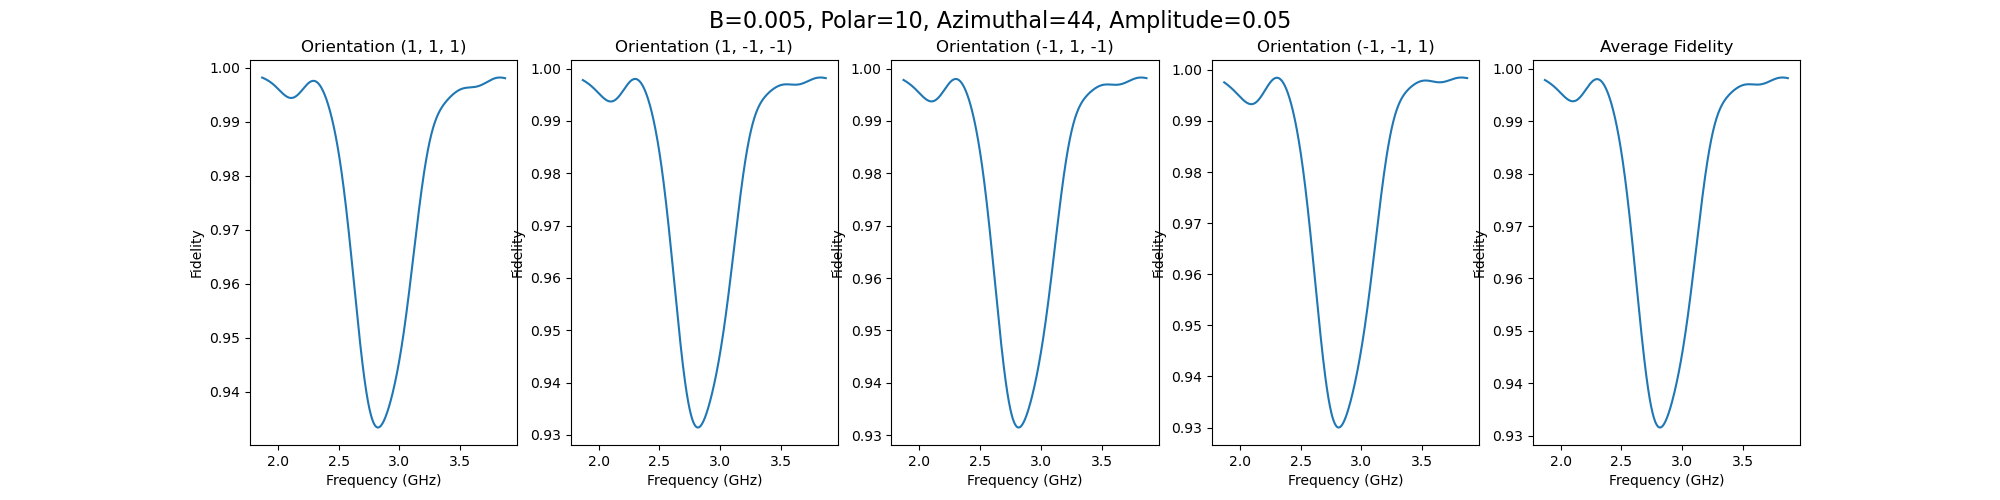 B=0.005, Polar=10, Azimuthal=44, Amplitude=0.05
Orientation (1, 1, 1)
Fidelity
1.00
0.99
0.98
0.97
0.96
0.95
0.94
2.0 2.5 3.0 3.5
Frequency (GHz)
Orientation (1, -1, -1)
Fidelity
1.00
0.99
0.98
0.97
0.96
0.95
0.94
0.93
2.0 2.5 3.0 3.5
Frequency (GHz)
Orientation (-1, 1, -1)
Fidelity
1.00
0.99
0.98
0.97
0.96
0.95
0.94
0.93
2.0 2.5 3.0 3.5
Frequency (GHz)
Orientation (-1, -1, 1)
Fidelity
1.00
0.99
0.98
0.97
0.96
0.95
0.94
0.93
2.0 2.5 3.0 3.5
Frequency (GHz)
Average Fidelity
Fidelity
1.00
0.99
0.98
0.97
0.96
0.95
0.94
0.93
2.0 2.5 3.0 3.5
Frequency (GHz)